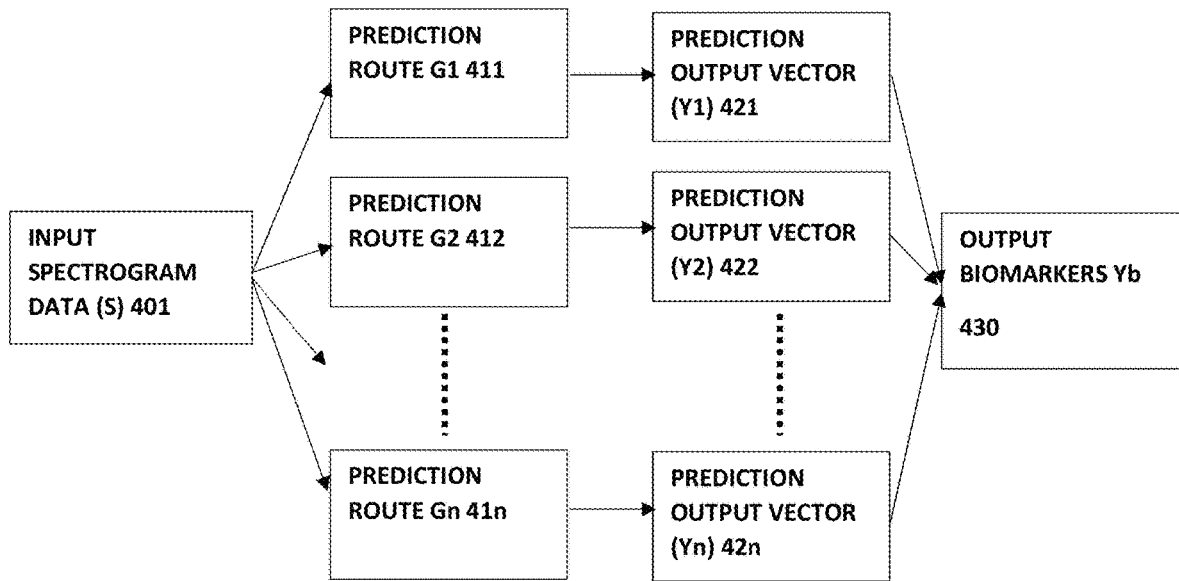 INPUT
SPECTROGRAM
DATA (S) 401
PREDICTION
ROUTE G1 411
PREDICTION
OUTPUT VECTOR
(Y1) 421
PREDICTION
ROUTE G2 412
PREDICTION
OUTPUT VECTOR
(Y2) 422
PREDICTION
ROUTE Gn 41n
PREDICTION
OUTPUT VECTOR
(Yn) 42n
OUTPUT
BIOMARKERS Yb
430